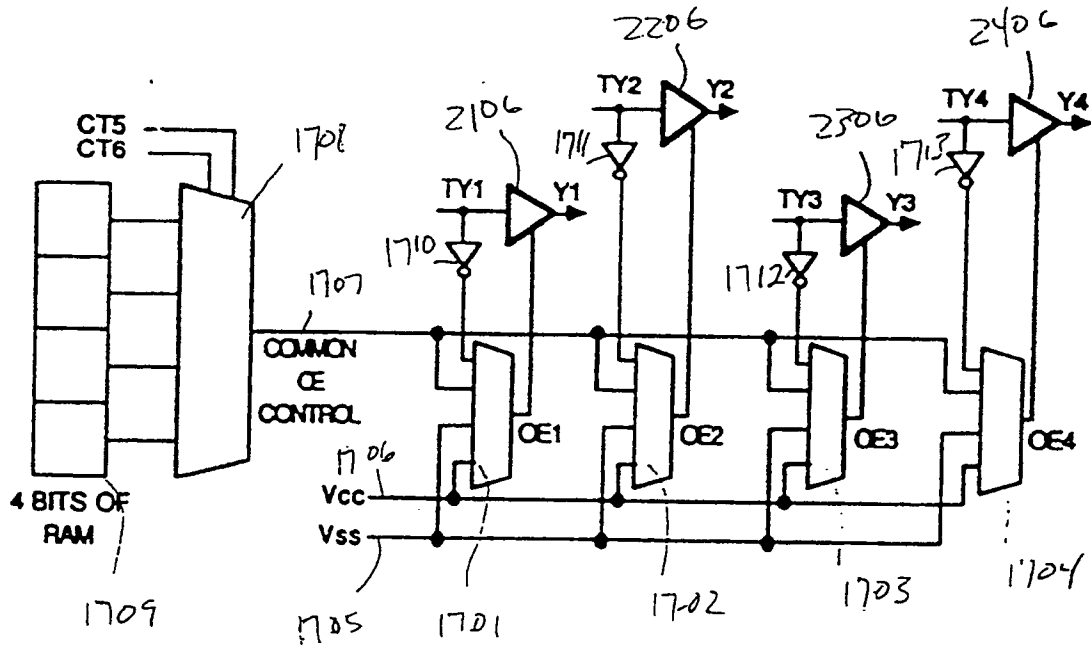 2206
2406
TY2
Y2
TY4
Y4
CT5
CT6
1708
2106
1711
2306
1713
TY1
Y1
TY3
Y3
1710
1712
1707
COMMON
OE
CONTROL
OE1
OE2
OE3
OE4
1706
Vcc
4 BITS OF
RAM
Vss
1709
1705
1701
1702
1703
1704